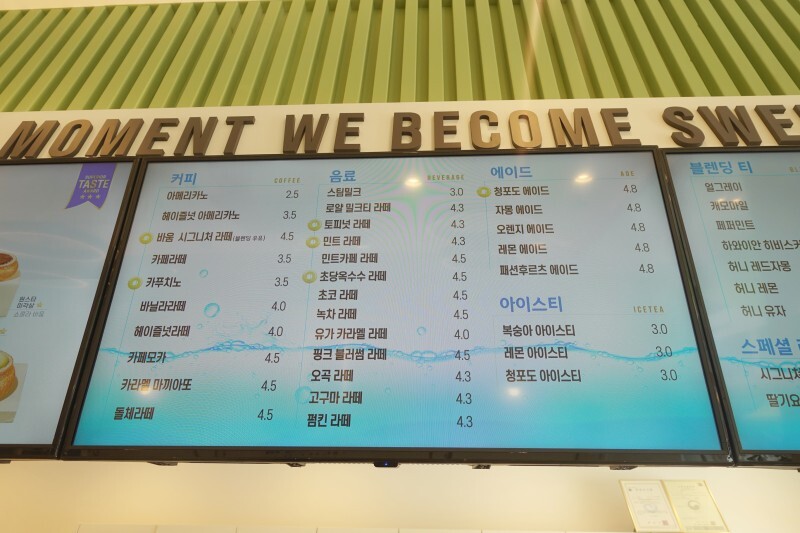 MOMENT WE BECOME SWE
TASTE
커피 COFFEE
아메리카노 2.5
헤이즐넛 아메리카노 3.5
바움 시그니처 라떼(블렌딩 우유) 4.5
카페라떼 3.5
카푸치노 3.5
바닐라라떼 4.0
헤이즐넛라떼 4.0
카페모카 4.5
카라멜 마끼아또 4.5
돌체라떼 4.5
음료 BEVERAGE
스팀밀크 3.0
로얄 밀크티 라떼 4.3
토피넛 라떼 4.3
민트 라떼 4.3
민트카페 라떼 4.5
초당옥수수 라떼 4.5
초코 라떼 4.5
녹차 라떼 4.5
유가 카라멜 라떼 4.0
핑크 블러썸 라떼 4.5
오곡 라떼 4.3
고구마 라떼 4.3
펌킨 라떼 4.3
에이드 ADE
청포도 에이드 4.8
자몽 에이드 4.8
오렌지 에이드 4.8
레몬 에이드 4.8
패션후르츠 에이드 4.8
아이스티 ICETEA
복숭아 아이스티 3.0
레몬 아이스티 3.0
청포도 아이스티 3.0
블렌딩 티
얼그레이
캐모마일
페퍼민트
하와이안 히비스커
허니 레드자몽
허니 레몬
허니 유자
스페셜
시그니처
딸기요